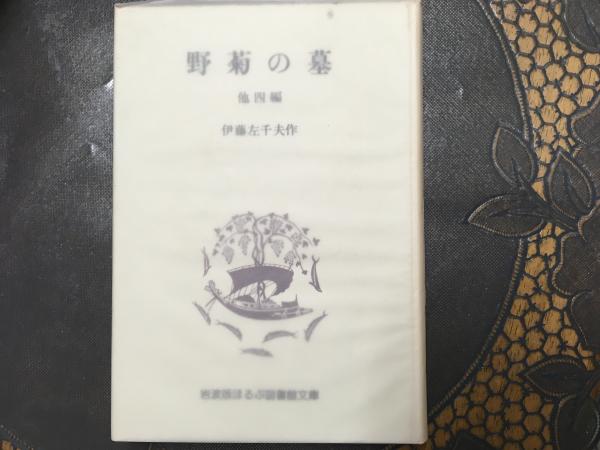 野菊の墓
他四編
伊藤左千夫作
岩波版ほるぷ図書館文庫